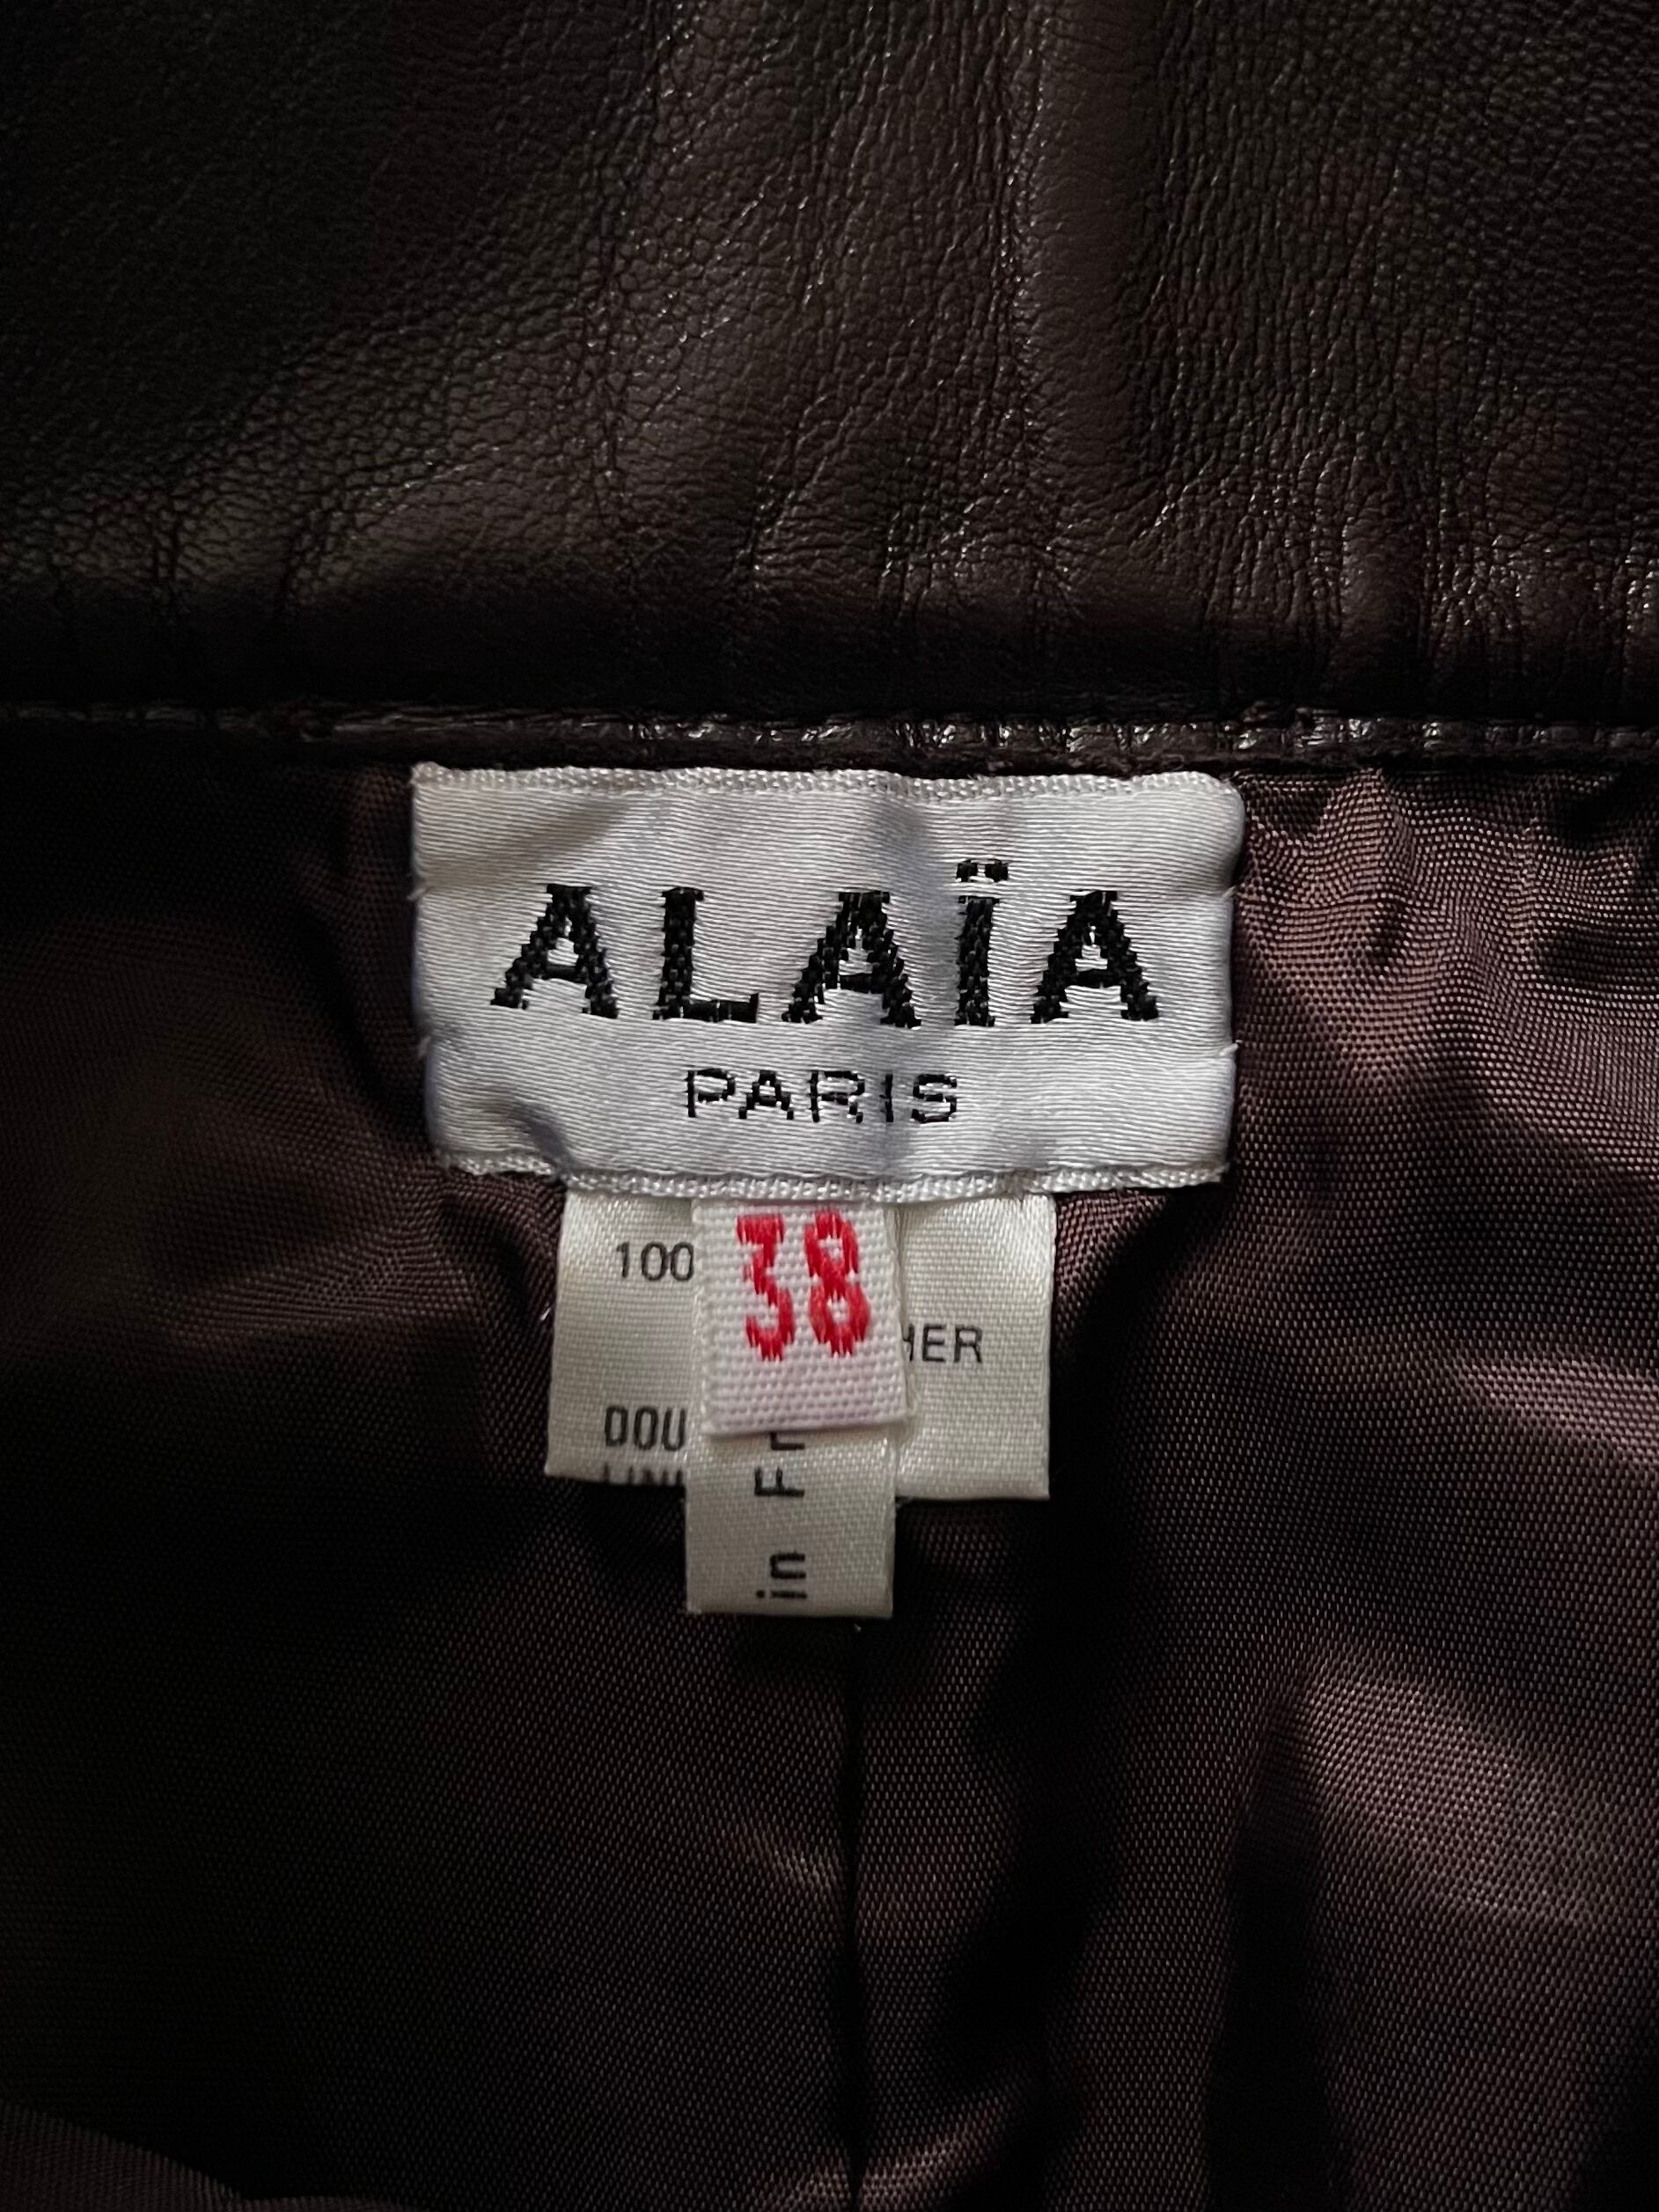 ALAÏA
PARIS
38
100
HER
DOU
in F